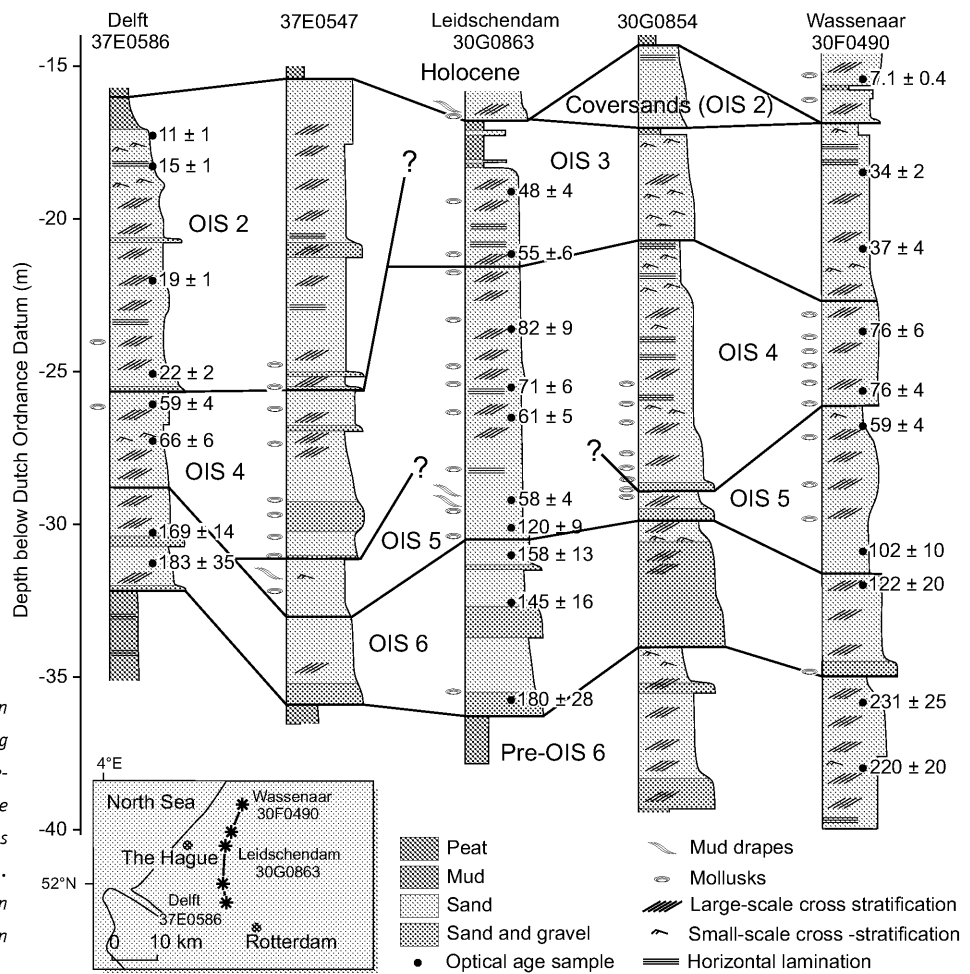 Delft
37E0586
37E0547
Leidschendam
30G0863
30G0854
Wassenaar
30F0490
Depth below Dutch Ordnance Datum (m)
-15
-20
-25
-30
-35
-40
Holocene
Coversands (OIS 2)
OIS 3
OIS 2
OIS 4
OIS 4
OIS 5
OIS 5
OIS 6
Pre-OIS 6
?
?
?
11 ± 1
15 ± 1
19 ± 1
22 ± 2
59 ± 4
66 ± 6
169 ± 14
183 ± 35
48 ± 4
55 ± 6
82 ± 9
71 ± 6
61 ± 5
58 ± 4
120 ± 9
158 ± 13
145 ± 16
180 ± 28
7.1 ± 0.4
34 ± 2
37 ± 4
76 ± 6
76 ± 4
59 ± 4
102 ± 10
122 ± 20
231 ± 25
220 ± 20
4°E
52°N
North Sea
Wassenaar
30F0490
The Hague
Leidschendam
30G0863
Delft
37E0586
Rotterdam
0 10 km
Peat
Mud
Sand
Sand and gravel
Optical age sample
Mud drapes
Mollusks
Large-scale cross stratification
Small-scale cross -stratification
Horizontal lamination
n
g
e-
e
s
.
n
n